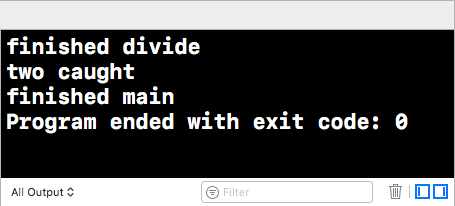 finished divide
two caught
finished main
Program ended with exit code: 0
All Output
Filter